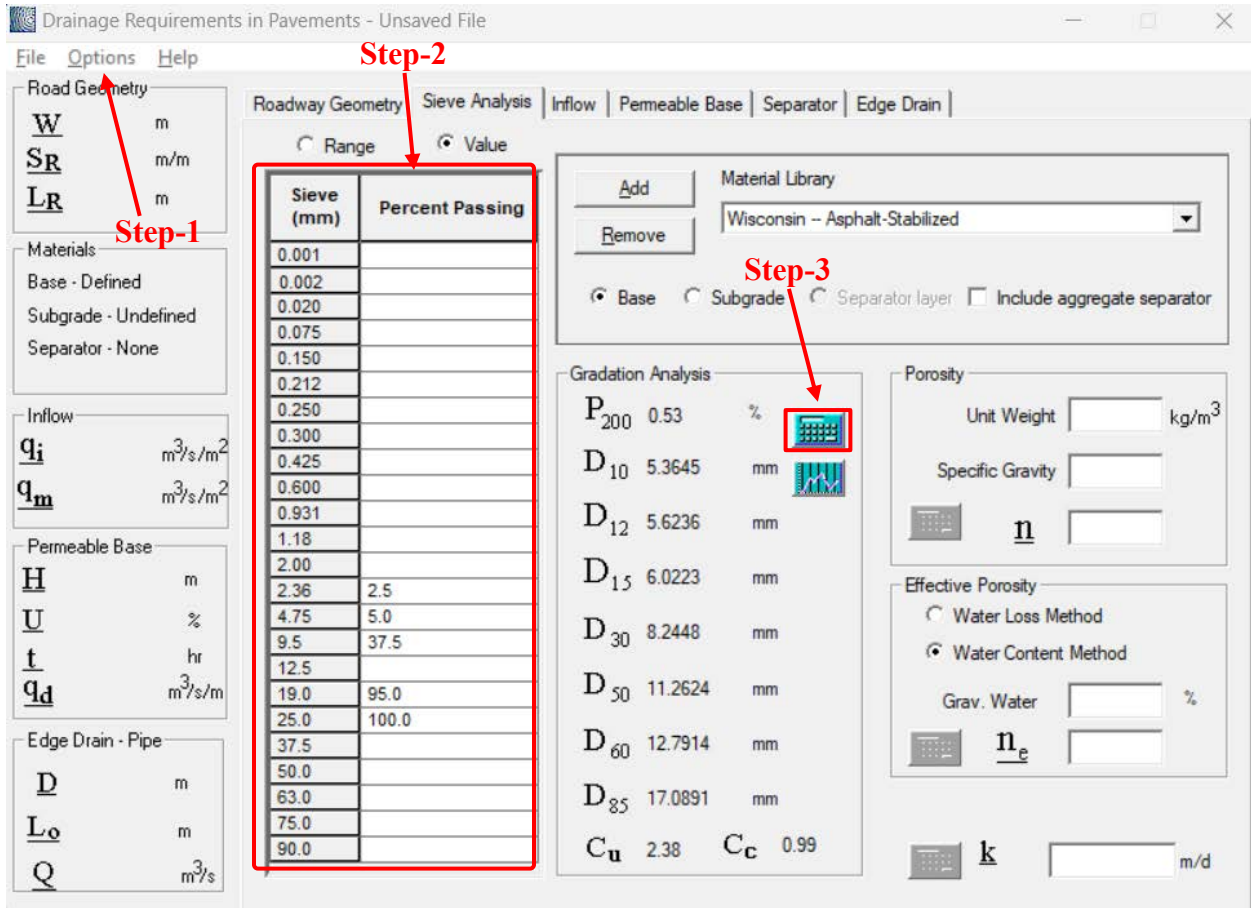 Drainage Requirements in Pavements - Unsaved File
File Options Help
Step-2
Step-1
Step-3
Road Geometry
W m
SR m/m
LR m
Materials
Base - Defined
Subgrade - Undefined
Separator - None
Inflow
qi m3/s/m2
qm m3/s/m2
Permeable Base
H m
U %
t hr
qd m3/s/m
Edge Drain - Pipe
D m
Lo m
Q m3/s
Roadway Geometry Sieve Analysis Inflow Permeable Base Separator Edge Drain
Range Value
Sieve (mm) Percent Passing
0.001
0.002
0.020
0.075
0.150
0.212
0.250
0.300
0.425
0.600
0.931
1.18
2.00
2.36 2.5
4.75 5.0
9.5 37.5
12.5
19.0 95.0
25.0 100.0
37.5
50.0
63.0
75.0
90.0
Add
Remove
Material Library
Wisconsin -- Asphalt-Stabilized
Base Subgrade Separator layer Include aggregate separator
Gradation Analysis
P200 0.53 %
D10 5.3645 mm
D12 5.6236 mm
D15 6.0223 mm
D30 8.2448 mm
D50 11.2624 mm
D60 12.7914 mm
D85 17.0891 mm
Cu 2.38 Cc 0.99
Porosity
Unit Weight kg/m3
Specific Gravity
n
Effective Porosity
Water Loss Method
Water Content Method
Grav. Water %
ne
k m/d